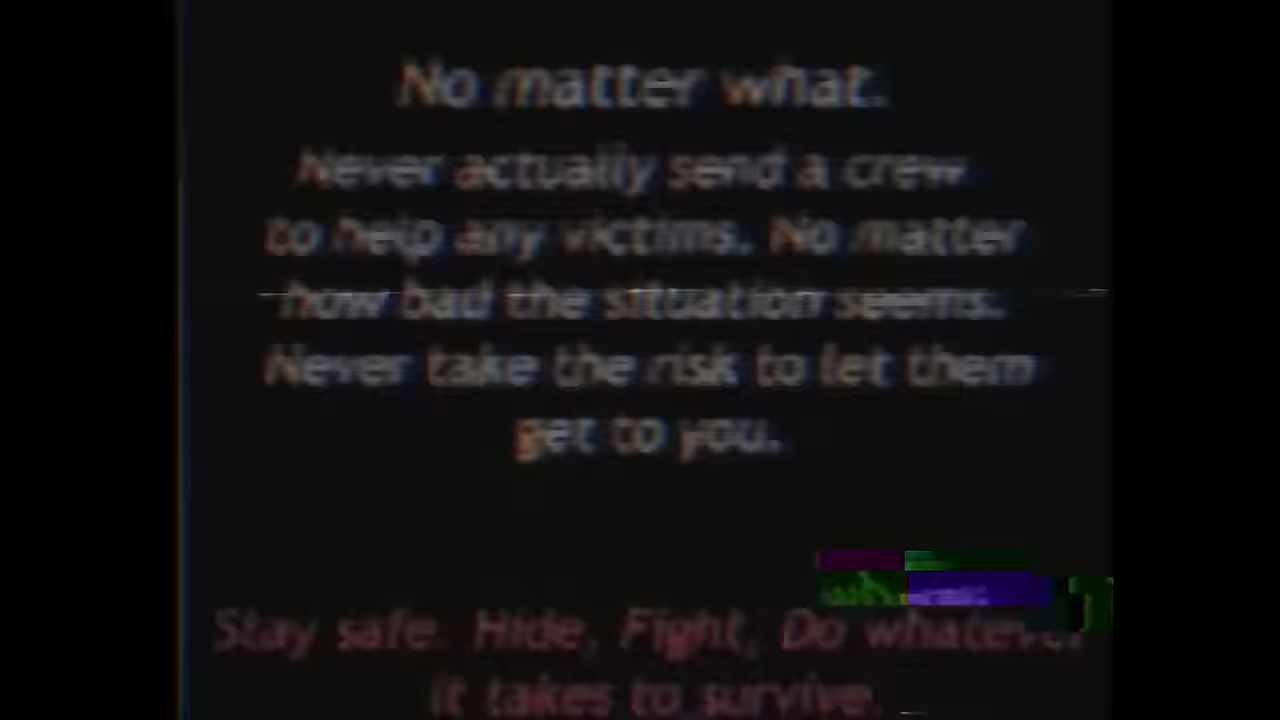 No matter what.
Never actually send a crew
to help any victims. No matter
how bad the situation seems.
Never take the risk to let them
get to you.
Stay safe. Hide, Fight, Do whatever
it takes to survive.